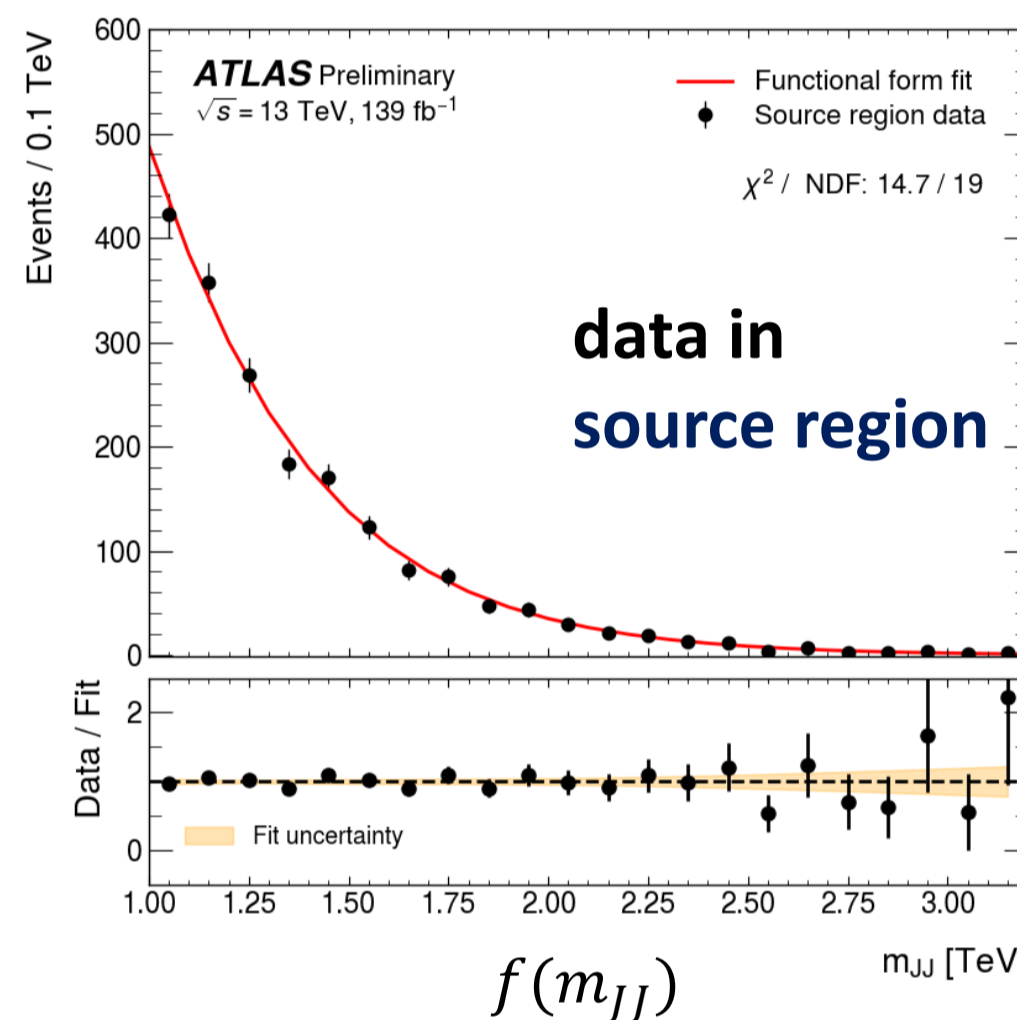 600
500
400
300
200
100
0
Events / 0.1 TeV
ATLAS Preliminary
√s = 13 TeV, 139 fb⁻¹
Functional form fit
Source region data
χ² / NDF: 14.7 / 19
data in
source region
2
0
Data / Fit
Fit uncertainty
1.00 1.25 1.50 1.75 2.00 2.25 2.50 2.75 3.00
m_JJ [TeV
f(m_JJ)